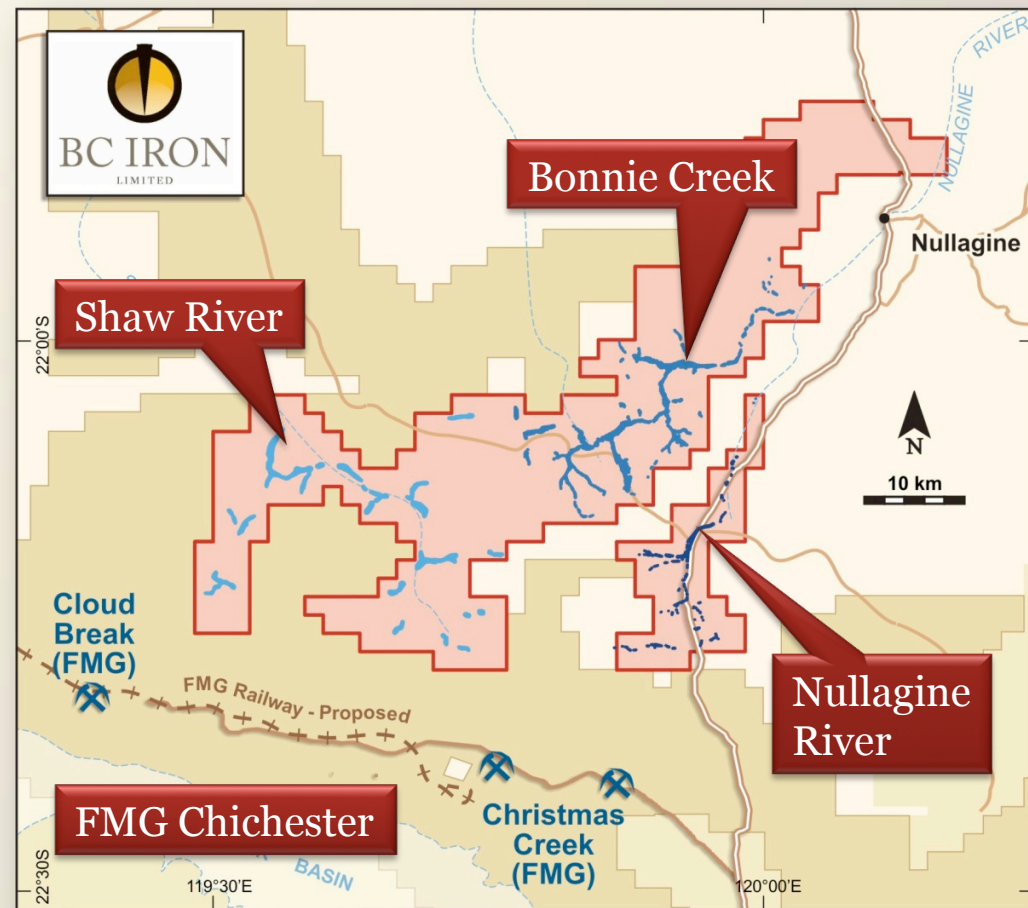 BC IRON
LIMITED
RIVER
NULLAGINE
Bonnie Creek
Nullagine
Shaw River
22°00'S
N
10 km
Cloud
Break
(FMG)
FMG Railway - Proposed
Nullagine
River
FMG Chichester
Christmas
Creek
(FMG)
BASIN
22°30'S
119°30'E
120°00'E